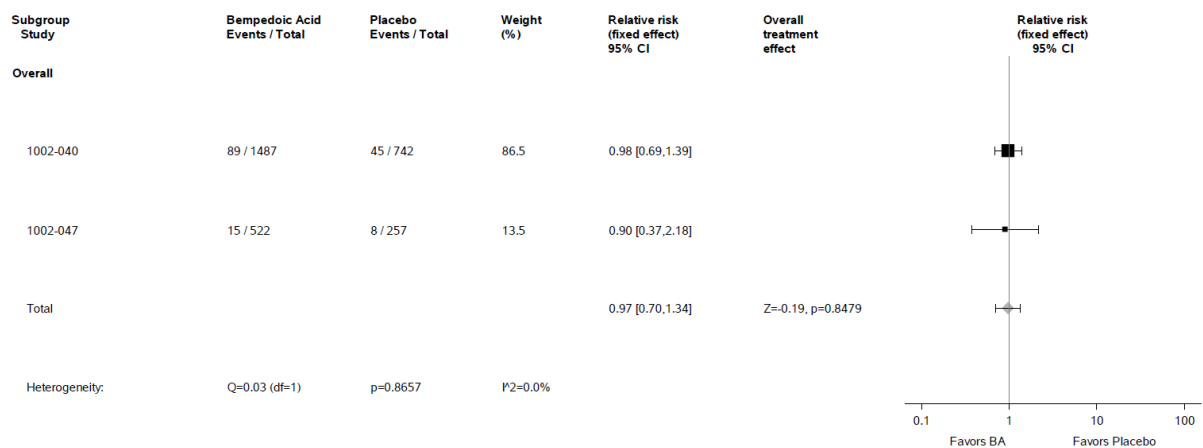 Subgroup Bempedoic Acid Placebo Weight Relative risk Overall Relative risk
Study Events / Total Events / Total (%) (fixed effect) treatment (fixed effect)
95% CI effect 95% CI
Overall
1002-040 89 / 1487 45 / 742 86.5 0.98 [0.69,1.39]
1002-047 15 / 522 8 / 257 13.5 0.90 [0.37,2.18]
Total 0.97 [0.70,1.34] Z=-0.19, p=0.8479
Heterogeneity: Q=0.03 (df=1) p=0.8657 I^2=0.0%
0.1 1 10 100
Favors BA Favors Placebo